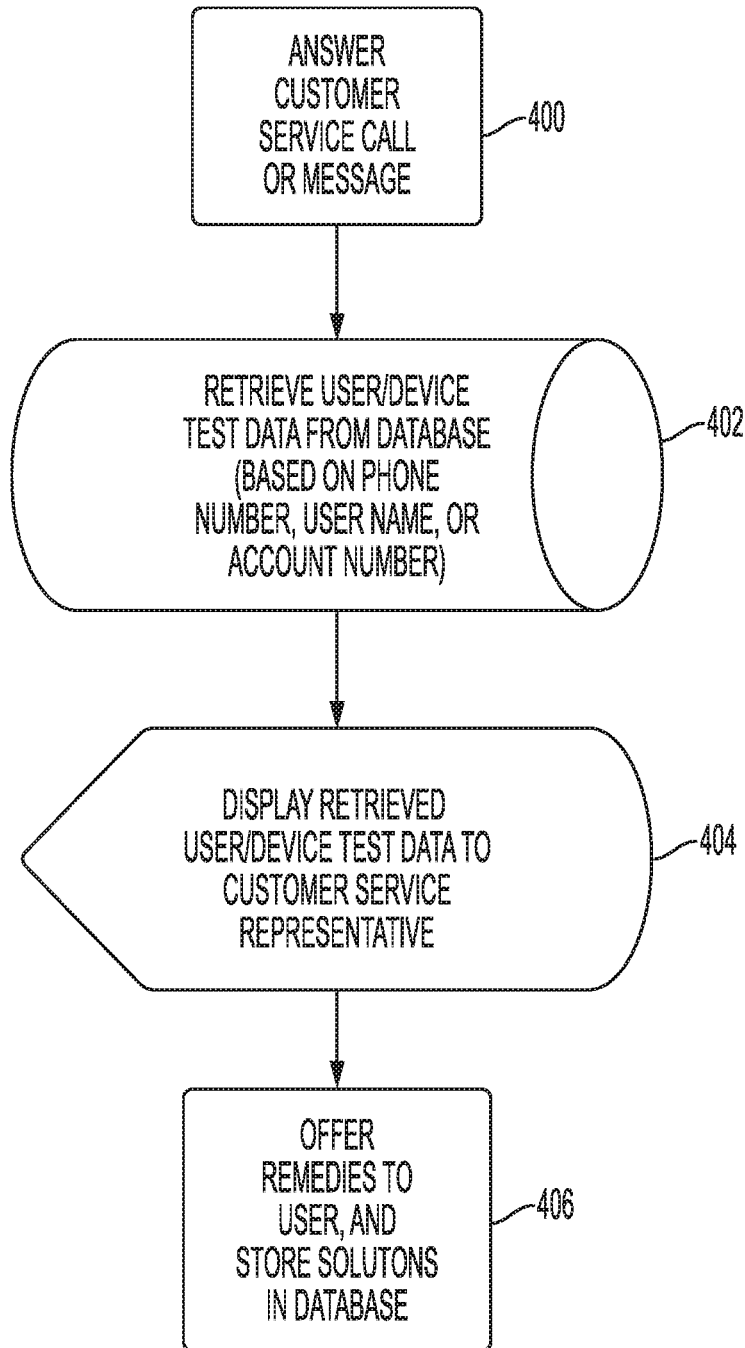 ANSWER
CUSTOMER
SERVICE CALL
OR MESSAGE
400
RETRIEVE USER/DEVICE
TEST DATA FROM DATABASE
(BASED ON PHONE
NUMBER, USER NAME, OR
ACCOUNT NUMBER)
402
DISPLAY RETRIEVED
USER/DEVICE TEST DATA TO
CUSTOMER SERVICE
REPRESENTATIVE
404
OFFER
REMEDIES TO
USER, AND
STORE SOLUTONS
IN DATABASE
406